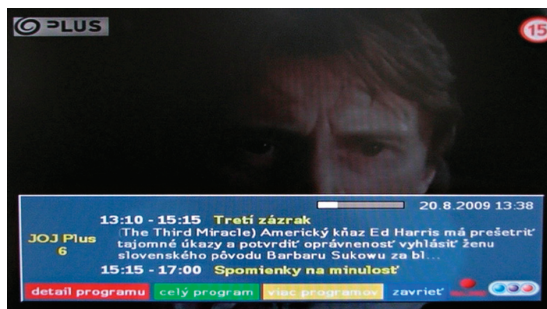 PLUS
15
20.8.2009 13:38
13:10 - 15:15 Tretí zázrak
JOJ Plus
6
(The Third Miracle) Americký kňaz Ed Harris má prešetriť
tajomné úkazy a potvrdiť oprávnenosť vyhlásiť ženu
slovenského pôvodu Barbaru Sukowu za bl...
15:15 - 17:00 Spomienky na minulosť
detail programu celý program viac programov zavrieť